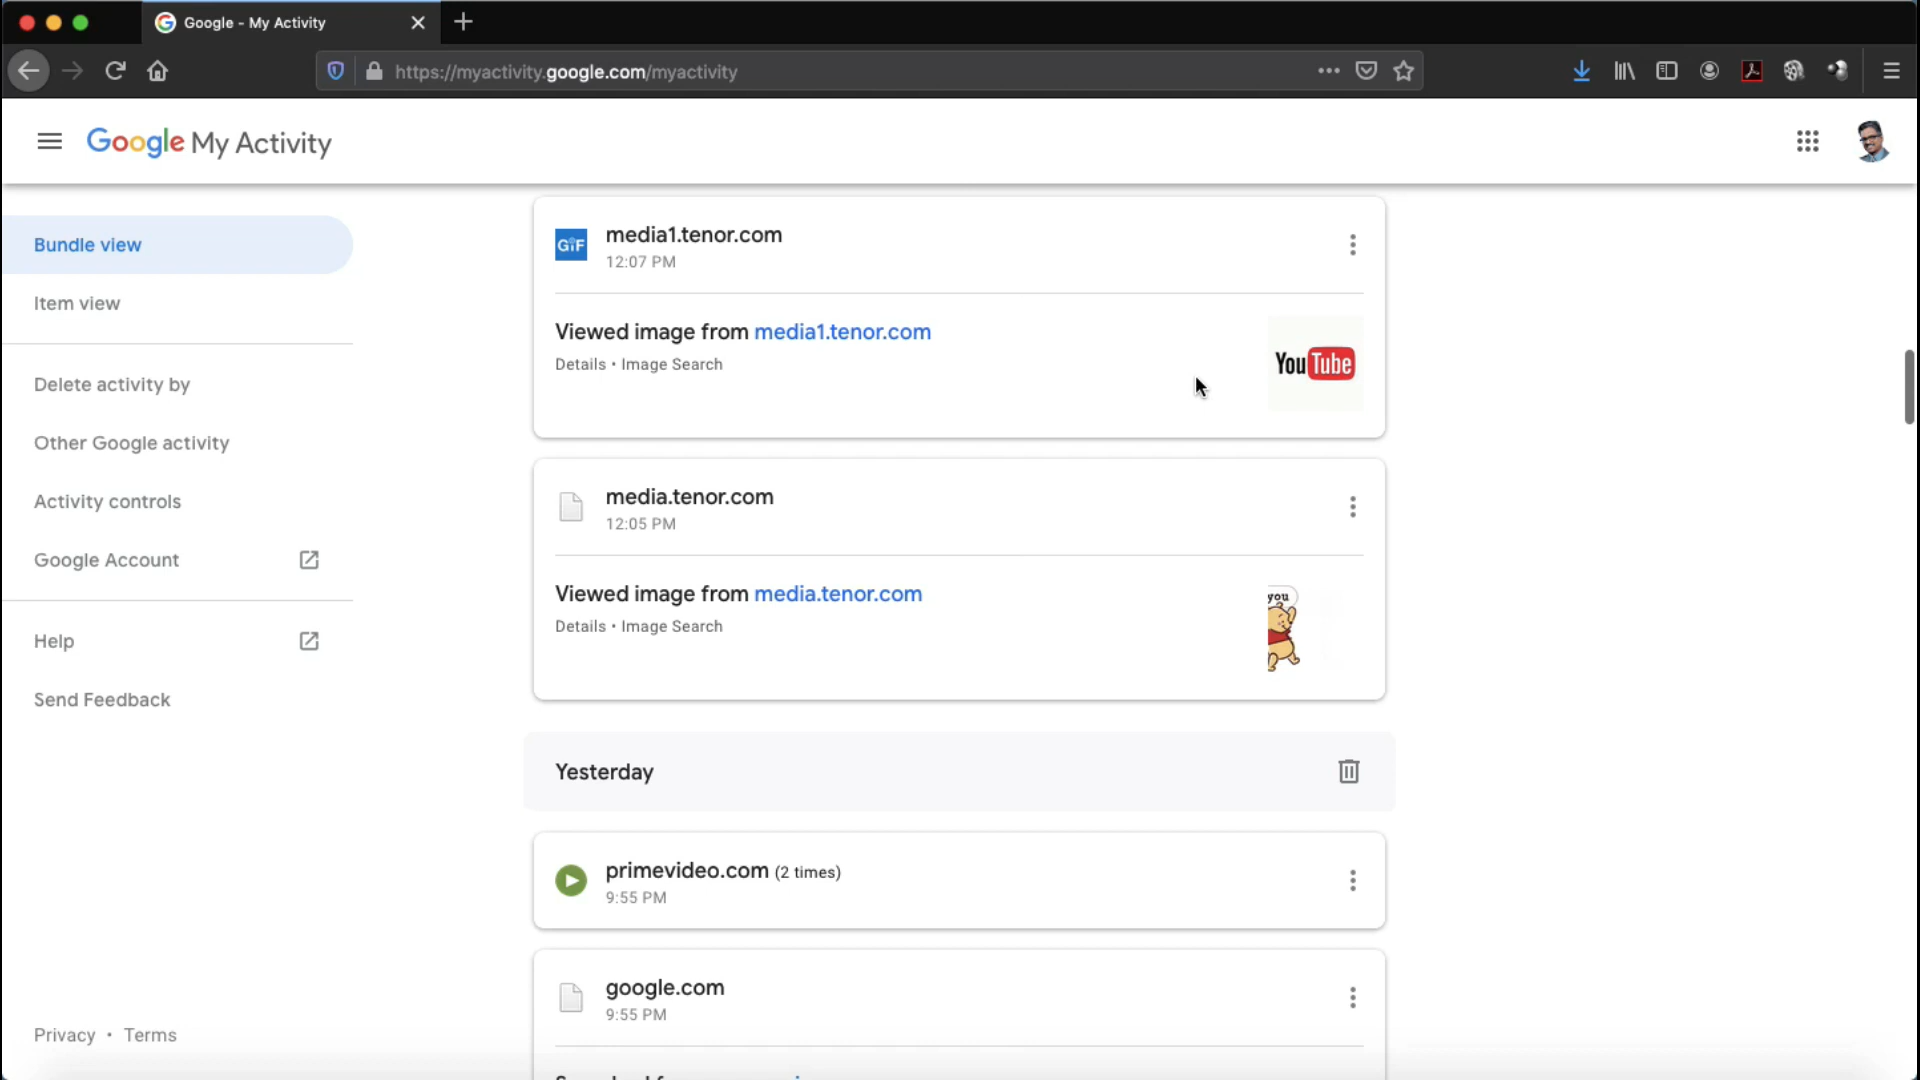 Google - My Activity
https://myactivity.google.com/myactivity
Google My Activity
Bundle view
Item view
Delete activity by
Other Google activity
Activity controls
Google Account
Help
Send Feedback
Privacy • Terms
GIF
media1.tenor.com
12:07 PM
Viewed image from media1.tenor.com
Details • Image Search
YouTube
media.tenor.com
12:05 PM
Viewed image from media.tenor.com
Details • Image Search
you
Yesterday
primevideo.com (2 times)
9:55 PM
google.com
9:55 PM